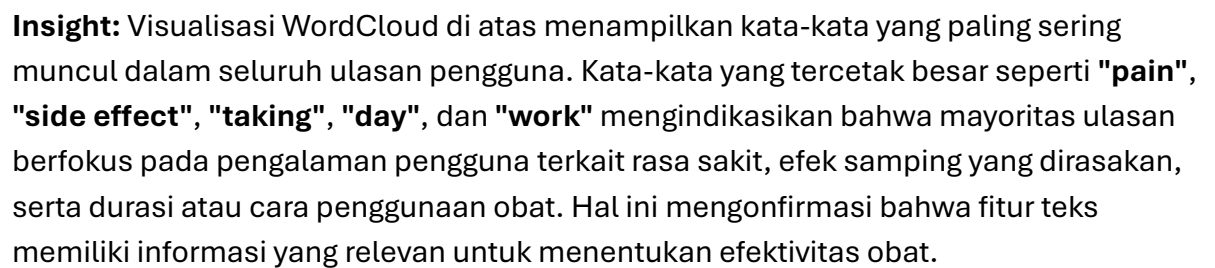 Insight: Visualisasi WordCloud di atas menampilkan kata-kata yang paling sering
muncul dalam seluruh ulasan pengguna. Kata-kata yang tercetak besar seperti "pain",
"side effect", "taking", "day", dan "work" mengindikasikan bahwa mayoritas ulasan
berfokus pada pengalaman pengguna terkait rasa sakit, efek samping yang dirasakan,
serta durasi atau cara penggunaan obat. Hal ini mengonfirmasi bahwa fitur teks
memiliki informasi yang relevan untuk menentukan efektivitas obat.